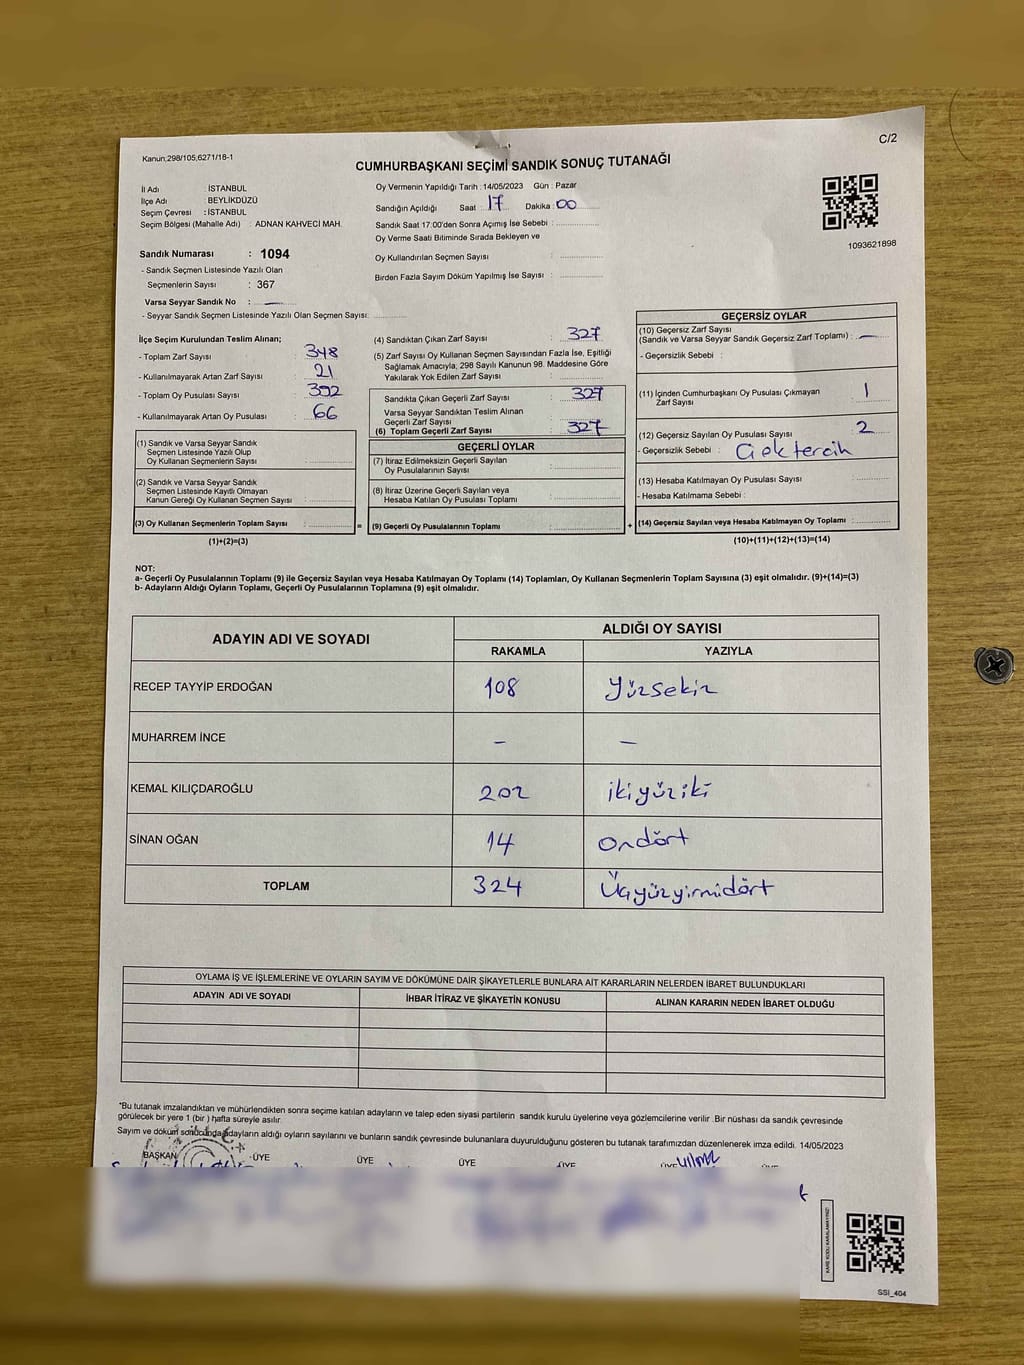 C/2
Kanun;298/105;6271/18-1
CUMHURBAŞKANI SEÇİMİ SANDIK SONUÇ TUTANAĞI
İl Adı : İSTANBUL
İlçe Adı : BEYLİKDÜZÜ
Seçim Çevresi : İSTANBUL
Seçim Bölgesi (Mahalle Adı) : ADNAN KAHVECİ MAH.
Sandık Numarası : 1094
- Sandık Seçmen Listesinde Yazılı Olan
Seçmenlerin Sayısı : 367
Varsa Seyyar Sandık No : —
- Seyyar Sandık Seçmen Listesinde Yazılı Olan Seçmen Sayısı:
Oy Vermenin Yapıldığı Tarih : 14/05/2023 Gün : Pazar
Sandığın Açıldığı Saat : 17 Dakika : 00
Sandık Saat 17:00'den Sonra Açımış İse Sebebi :
Oy Verme Saati Bitiminde Sırada Bekleyen ve
Oy Kullandırılan Seçmen Sayısı :
Birden Fazla Sayım Döküm Yapılmış İse Sayısı :
1093621898
İlçe Seçim Kurulundan Teslim Alınan;
- Toplam Zarf Sayısı : 348
- Kullanılmayarak Artan Zarf Sayısı : 21
- Toplam Oy Pusulası Sayısı : 392
- Kullanılmayarak Artan Oy Pusulası : 66
(1) Sandık ve Varsa Seyyar Sandık
Seçmen Listesinde Yazılı Olup
Oy Kullanan Seçmenlerin Sayısı :
(2) Sandık ve Varsa Seyyar Sandık
Seçmen Listesinde Kayıtlı Olmayan
Kanun Gereği Oy Kullanan Seçmen Sayısı :
(3) Oy Kullanan Seçmenlerin Toplam Sayısı :
(1)+(2)=(3)
(4) Sandıktan Çıkan Zarf Sayısı : 327
(5) Zarf Sayısı Oy Kullanan Seçmen Sayısından Fazla İse, Eşitliği
Sağlamak Amacıyla; 298 Sayılı Kanunun 98. Maddesine Göre
Yakılarak Yok Edilen Zarf Sayısı :
Sandıkta Çıkan Geçerli Zarf Sayısı : 327
Varsa Seyyar Sandıktan Teslim Alınan
Geçerli Zarf Sayısı :
(6) Toplam Geçerli Zarf Sayısı : 327
GEÇERLİ OYLAR
(7) İtiraz Edilmeksizin Geçerli Sayılan
Oy Pusulalarının Sayısı :
(8) İtiraz Üzerine Geçerli Sayılan veya
Hesaba Katılan Oy Pusulası Toplamı :
= (9) Geçerli Oy Pusulalarının Toplamı :
GEÇERSİZ OYLAR
(10) Geçersiz Zarf Sayısı
(Sandık ve Varsa Seyyar Sandık Geçersiz Zarf Toplamı) : —
- Geçersizlik Sebebi :
(11) İçinden Cumhurbaşkanı Oy Pusulası Çıkmayan
Zarf Sayısı : 1
(12) Geçersiz Sayılan Oy Pusulası Sayısı : 2
- Geçersizlik Sebebi :
(13) Hesaba Katılmayan Oy Pusulası Sayısı :
- Hesaba Katılmama Sebebi :
+ (14) Geçersiz Sayılan veya Hesaba Katılmayan Oy Toplamı :
(10)+(11)+(12)+(13)=(14)
NOT:
a- Geçerli Oy Pusulalarının Toplamı (9) ile Geçersiz Sayılan veya Hesaba Katılmayan Oy Toplamı (14) Toplamları, Oy Kullanan Seçmenlerin Toplam Sayısına (3) eşit olmalıdır. (9)+(14)=(3)
b- Adayların Aldığı Oyların Toplamı, Geçerli Oy Pusulalarının Toplamına (9) eşit olmalıdır.
ADAYIN ADI VE SOYADI
ALDIĞI OY SAYISI
RAKAMLA YAZIYLA
RECEP TAYYİP ERDOĞAN 108 Yüzsekiz
MUHARREM İNCE – –
KEMAL KILIÇDAROĞLU 202 ikiyüziki
SİNAN OĞAN 14 Ondört
TOPLAM 324 Üçyüzyirmidört
OYLAMA İŞ VE İŞLEMLERİNE VE OYLARIN SAYIM VE DÖKÜMÜNE DAİR ŞİKAYETLERLE BUNLARA AİT KARARLARIN NELERDEN İBARET BULUNDUKLARI
ADAYIN ADI VE SOYADI İHBAR İTİRAZ VE ŞİKAYETİN KONUSU ALINAN KARARIN NEDEN İBARET OLDUĞU
*Bu tutanak imzalandıktan ve mühürlendikten sonra seçime katılan adayların ve talep eden siyasi partilerin sandık kurulu üyelerine veya gözlemcilerine verilir. Bir nüshası da sandık çevresinde
görülecek bir yere 1 (bir) hafta süreyle asılır.
Sayım ve döküm sonucunda adayların aldığı oyların sayılarını ve bunların sandık çevresinde bulunanlara duyurulduğunu gösteren bu tutanak tarafımızdan düzenlenerek imza edildi. 14/05/2023
BAŞKAN ÜYE ÜYE ÜYE ÜYE ÜYE
KARE KODU KARALAMAYINIZ!
SSI_404